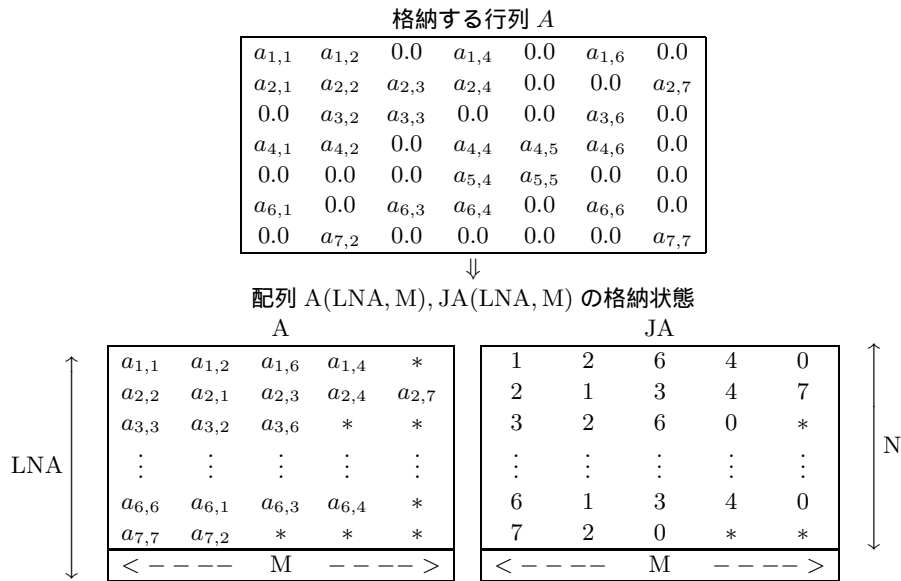 格納する行列 A
a1,1 a1,2 0.0 a1,4 0.0 a1,6 0.0
a2,1 a2,2 a2,3 a2,4 0.0 0.0 a2,7
0.0 a3,2 a3,3 0.0 0.0 a3,6 0.0
a4,1 a4,2 0.0 a4,4 a4,5 a4,6 0.0
0.0 0.0 0.0 a5,4 a5,5 0.0 0.0
a6,1 0.0 a6,3 a6,4 0.0 a6,6 0.0
0.0 a7,2 0.0 0.0 0.0 0.0 a7,7
⇓
配列 A(LNA, M), JA(LNA, M) の格納状態
A JA
a1,1 a1,2 a1,6 a1,4 ∗ 1 2 6 4 0
a2,2 a2,1 a2,3 a2,4 a2,7 2 1 3 4 7
a3,3 a3,2 a3,6 ∗ ∗ 3 2 6 0 ∗
LNA ⋮ ⋮ ⋮ ⋮ ⋮ ⋮ ⋮ ⋮ ⋮ ⋮ N
a6,6 a6,1 a6,3 a6,4 ∗ 6 1 3 4 0
a7,7 a7,2 ∗ ∗ ∗ 7 2 0 ∗ ∗
< − − − − M − − − − > < − − − − M − − − − >